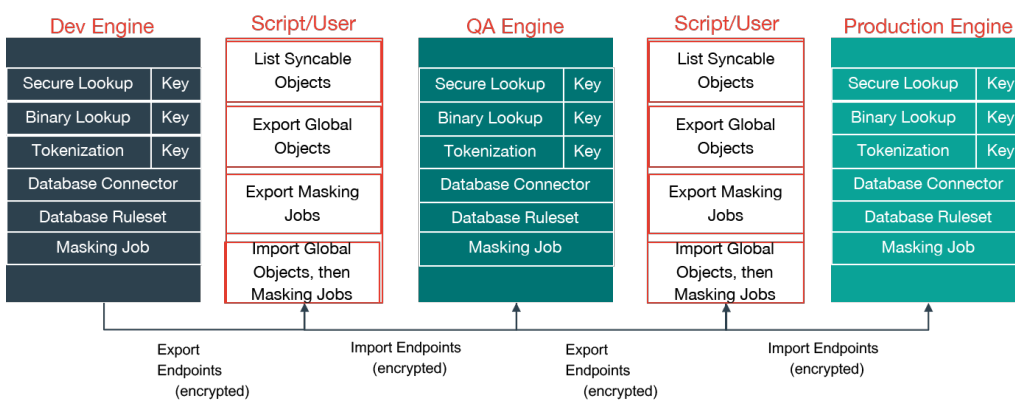 Dev Engine
Secure Lookup Key
Binary Lookup Key
Tokenization Key
Database Connector
Database Ruleset
Masking Job
Script/User
List Syncable
Objects
Export Global
Objects
Export Masking
Jobs
Import Global
Objects, then
Masking Jobs
QA Engine
Secure Lookup Key
Binary Lookup Key
Tokenization Key
Database Connector
Database Ruleset
Masking Job
Script/User
List Syncable
Objects
Export Global
Objects
Export Masking
Jobs
Import Global
Objects, then
Masking Jobs
Production Engine
Secure Lookup Key
Binary Lookup Key
Tokenization Key
Database Connector
Database Ruleset
Masking Job
Export
Endpoints
(encrypted)
Import Endpoints
(encrypted)
Export
Endpoints
(encrypted)
Import Endpoints
(encrypted)